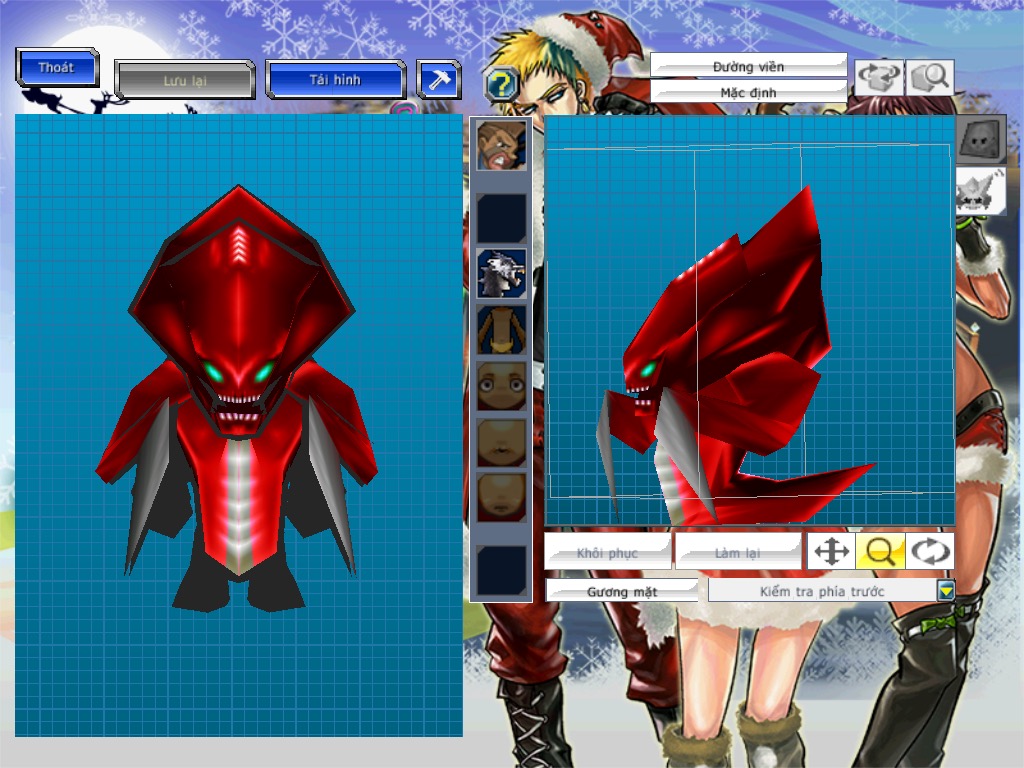 Thoát
Lưu lại
Tải hình
?
Đường viền
Mặc định
Khôi phục
Làm lại
Gương mặt
Kiểm tra phía trước